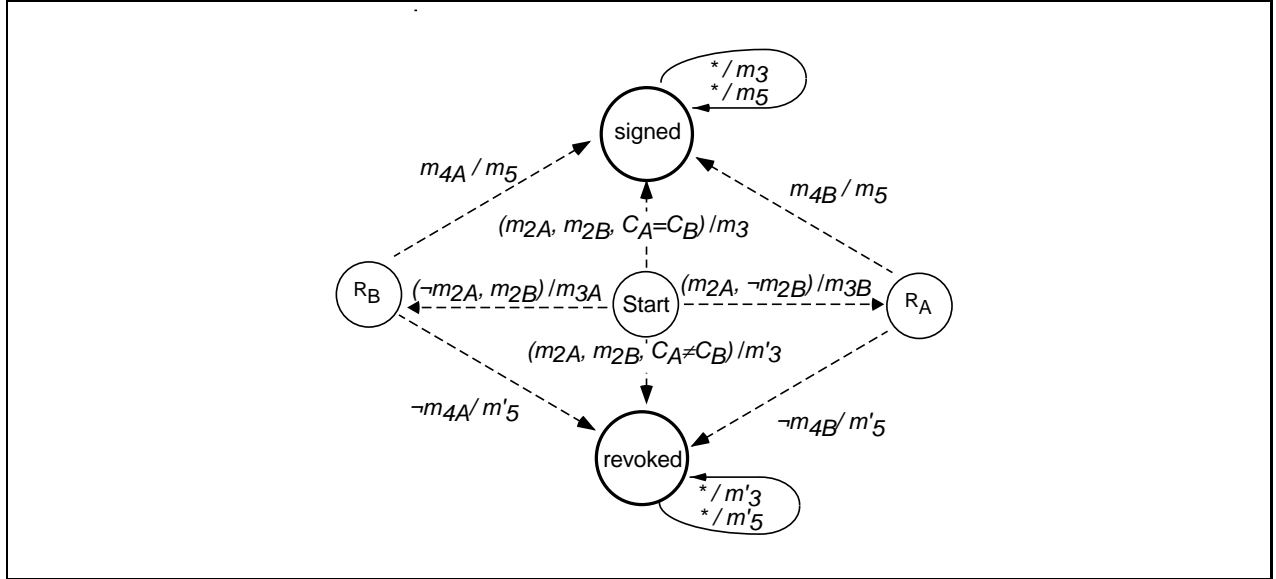 * / m3
* / m5
signed
m4A / m5
m4B / m5
(m2A, m2B, CA=CB) / m3
RB
(¬m2A, m2B) / m3A
Start
(m2A, ¬m2B) / m3B
RA
(m2A, m2B, CA≠CB) / m'3
¬m4A / m'5
¬m4B / m'5
revoked
* / m'3
* / m'5